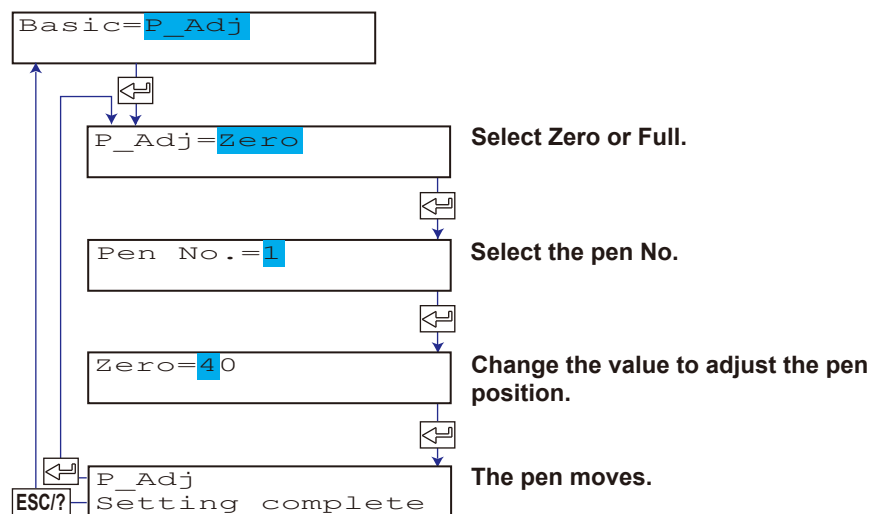 Basic=P_Adj
P_Adj=Zero
Select Zero or Full.
Pen No.=1
Select the pen No.
Zero=40
Change the value to adjust the pen
position.
P_Adj
The pen moves.
ESC/?
Setting complete